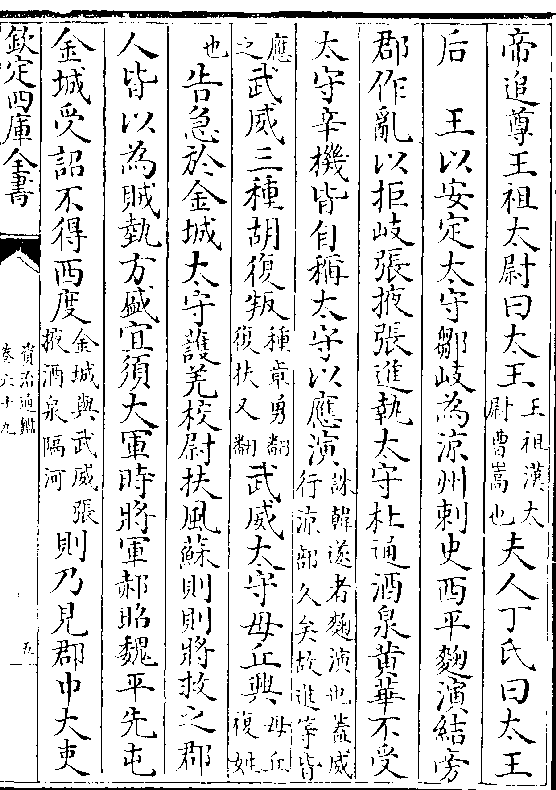 帝追尊王祖太尉曰太王王祖漢太尉曹嵩也夫人丁氏曰太王
后　王以安定太守鄒岐為涼州刺史西平麴演結旁
郡作亂以拒岐張掖張進執太守杜通酒泉黃華不受
太守辛機皆自稱太守以應演誅韓遂者麴演也蓋威行涼部久矣故進寧皆
應之武威三種胡復叛種章勇翻復扶又翻武威太守母丘興母丘復姓
也告急於金城太守護羌校尉扶風蘇則則將救之郡
人皆以為賊埶方盛宜須大軍時將軍郝昭魏平先屯
金城受詔不得西度金城與武威張掖酒泉隔河則乃見郡中大吏
欽定四庫全書
資治通鑑
卷六十九
五